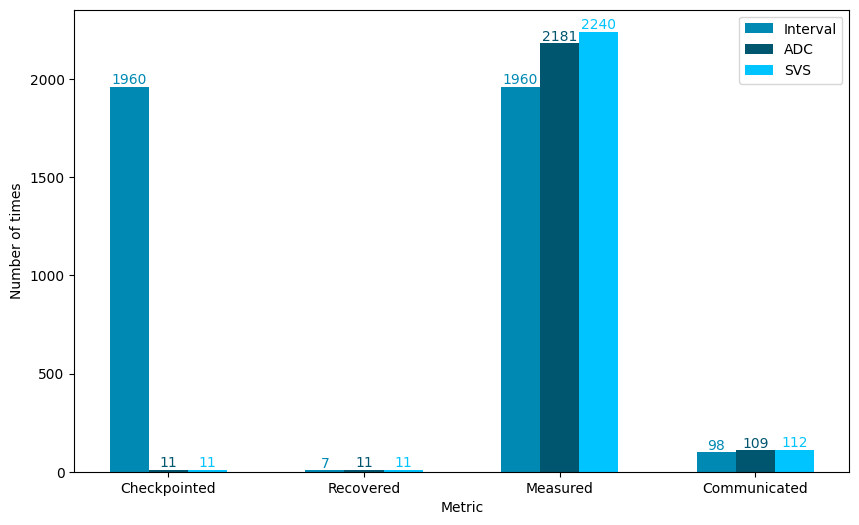 2240
2181
1960
1960
Interval
ADC
SVS
2000
1500
1000
500
0
Number of times
11
11
7
11
11
98
109
112
Checkpointed
Recovered
Measured
Communicated
Metric